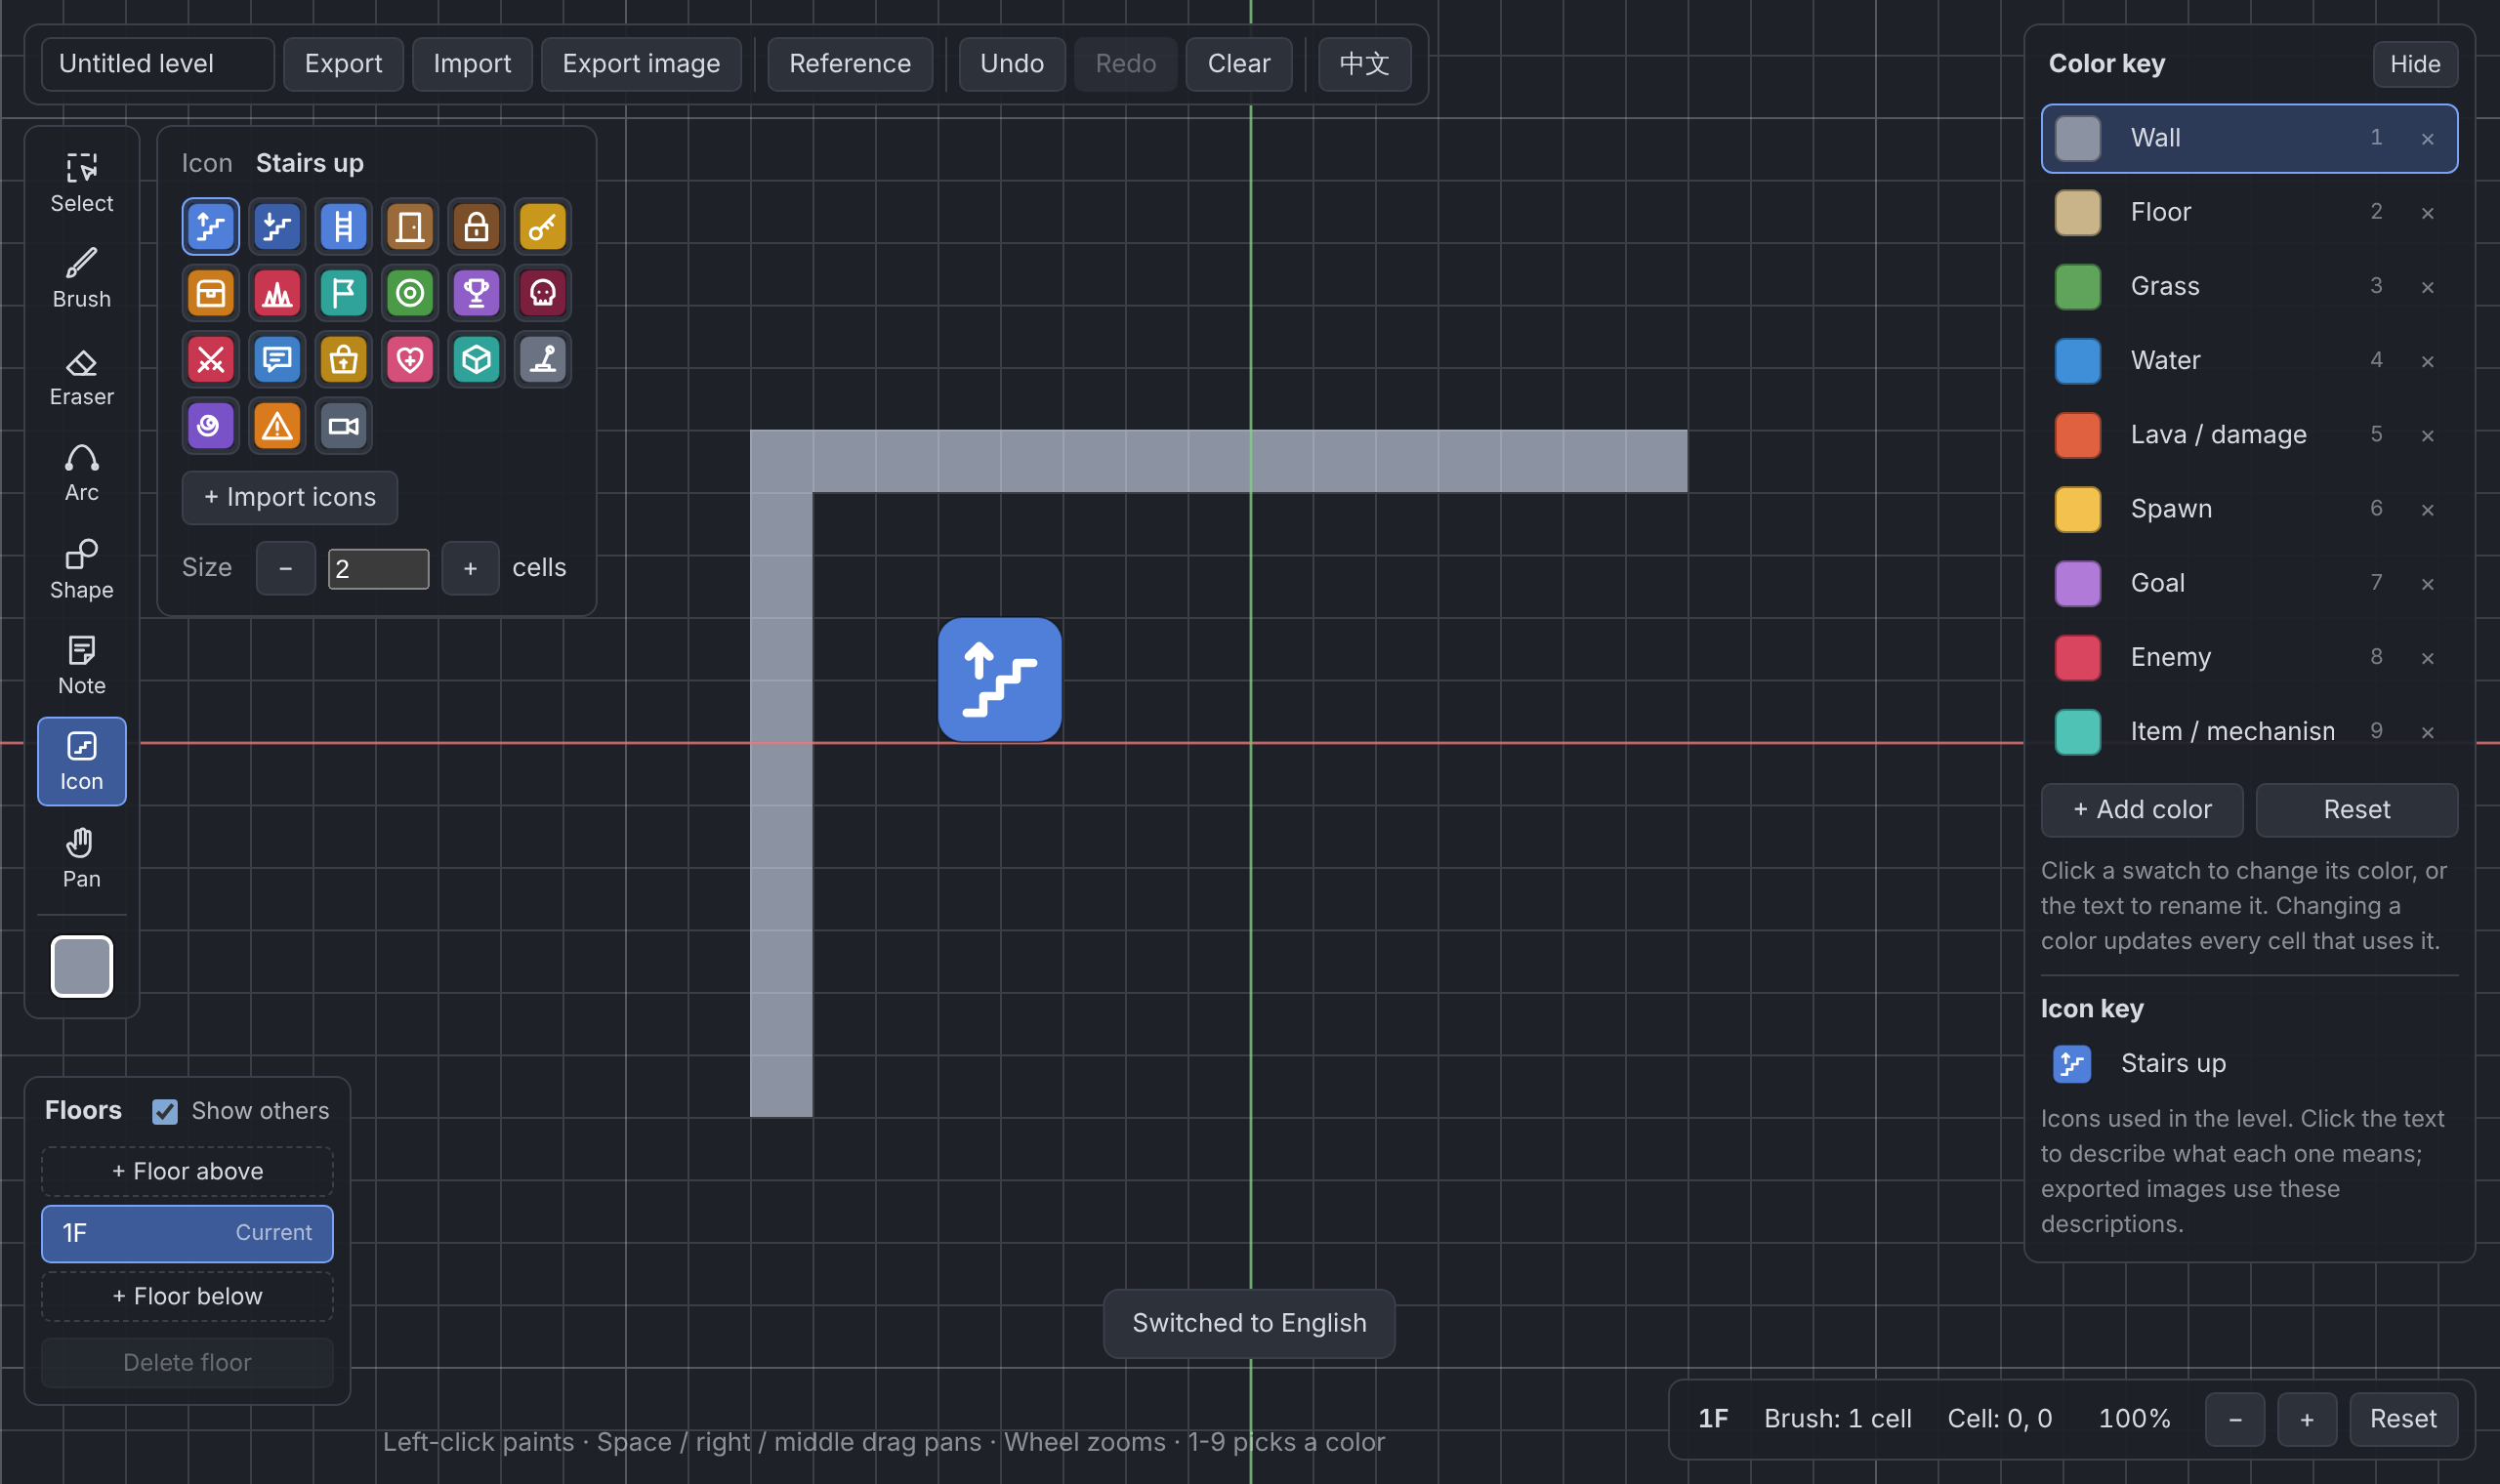 Untitled level Export Import Export image Reference Undo Redo Clear 中文
Select
Brush
Eraser
Arc
Shape
Note
Icon
Pan
Icon Stairs up
+ Import icons
Size − 2 + cells
Color key Hide
Wall 1 ×
Floor 2 ×
Grass 3 ×
Water 4 ×
Lava / damage 5 ×
Spawn 6 ×
Goal 7 ×
Enemy 8 ×
Item / mechanisn 9 ×
+ Add color Reset
Click a swatch to change its color, or
the text to rename it. Changing a
color updates every cell that uses it.
Icon key
Stairs up
Icons used in the level. Click the text
to describe what each one means;
exported images use these
descriptions.
Floors Show others
+ Floor above
1F Current
+ Floor below
Delete floor
Switched to English
Left-click paints · Space / right / middle drag pans · Wheel zooms · 1-9 picks a color
1F Brush: 1 cell Cell: 0, 0 100% − + Reset